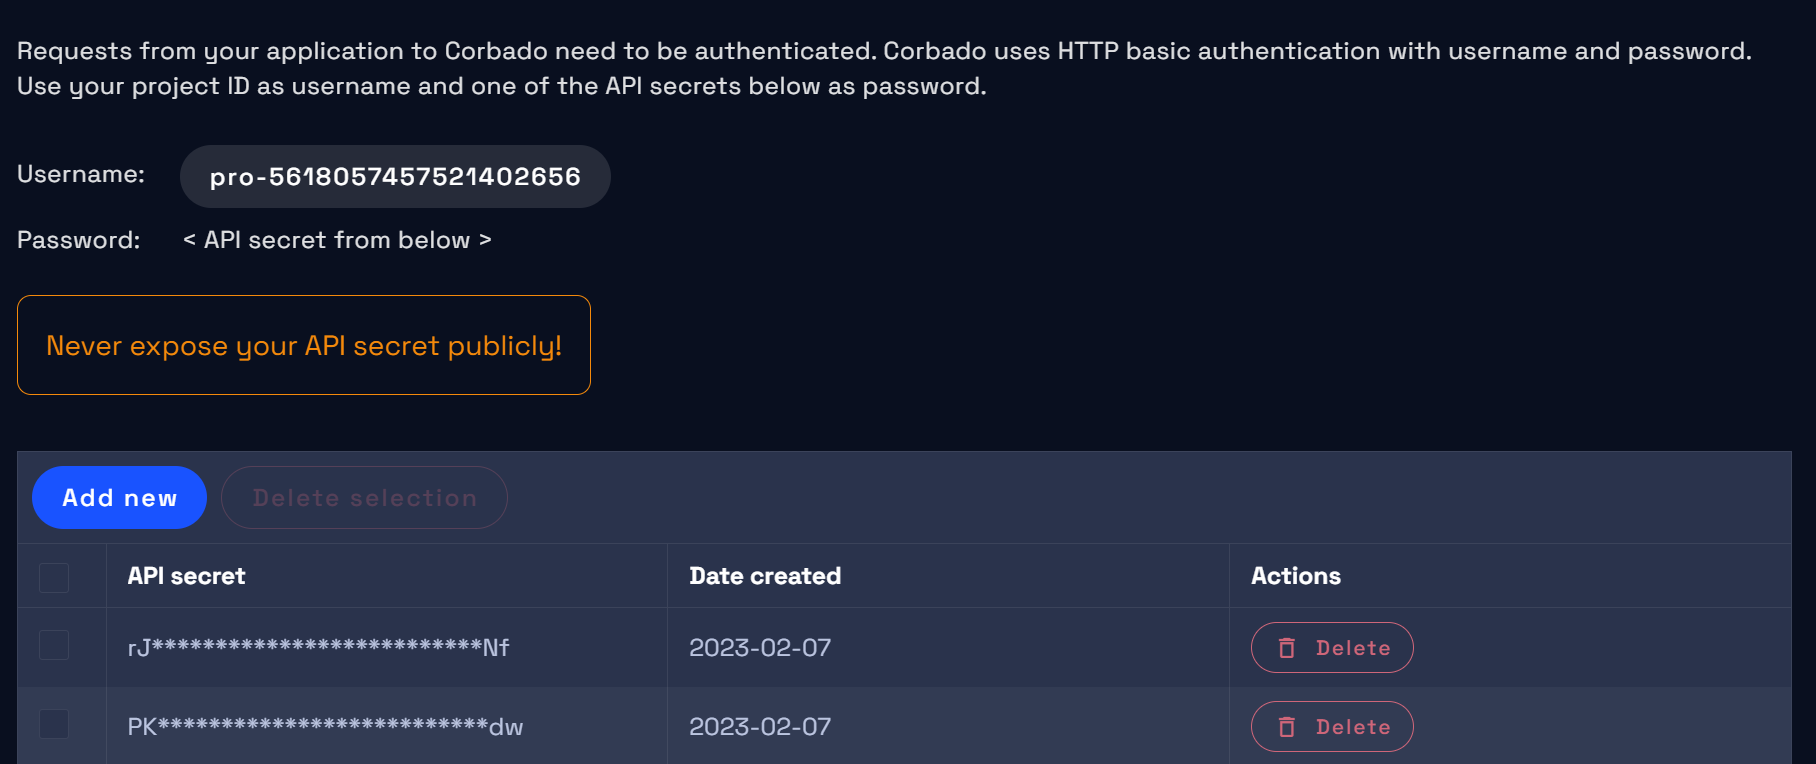 Requests from your application to Corbado need to be authenticated. Corbado uses HTTP basic authentication with username and password.
Use your project ID as username and one of the API secrets below as password.
Username: pro-5618057457521402656
Password: < API secret from below >
Never expose your API secret publicly!
Add new Delete selection
API secret Date created Actions
rJ**************************Nf 2023-02-07 Delete
PK**************************dw 2023-02-07 Delete